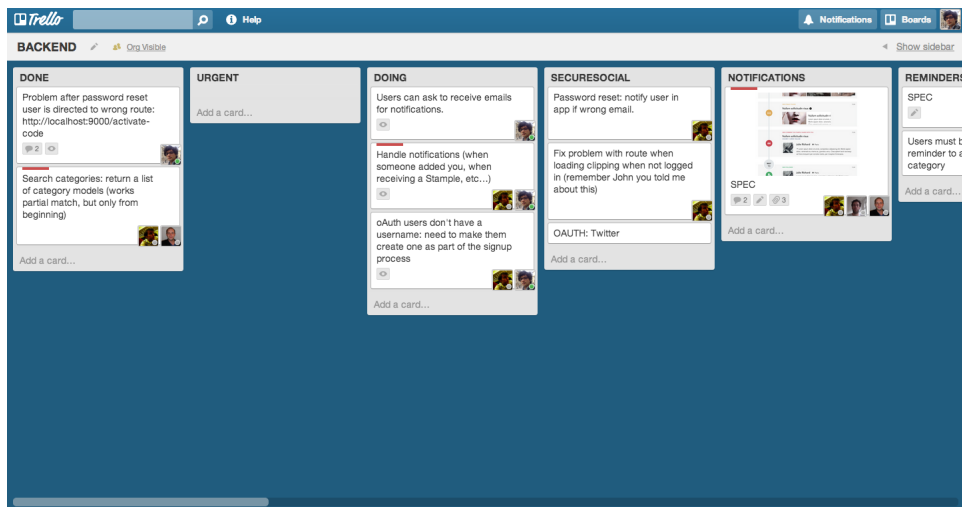 Trello
Help
Notifications
Boards
BACKEND
Org Visible
Show sidebar
DONE
Problem after password reset
user is directed to wrong route:
http://localhost:9000/activate-
code
2
Search categories: return a list
of category models (works
partial match, but only from
beginning)
Add a card...
URGENT
Add a card...
DOING
Users can ask to receive emails
for notifications.
Handle notifications (when
someone added you, when
receiving a Stample, etc...)
oAuth users don't have a
username: need to make them
create one as part of the signup
process
Add a card...
SECURESOCIAL
Password reset: notify user in
app if wrong email.
Fix problem with route when
loading clipping when not logged
in (remember John you told me
about this)
OAUTH: Twitter
Add a card...
NOTIFICATIONS
SPEC
2
3
Add a card...
REMINDERS
SPEC
Users must b
reminder to a
category
Add a card...